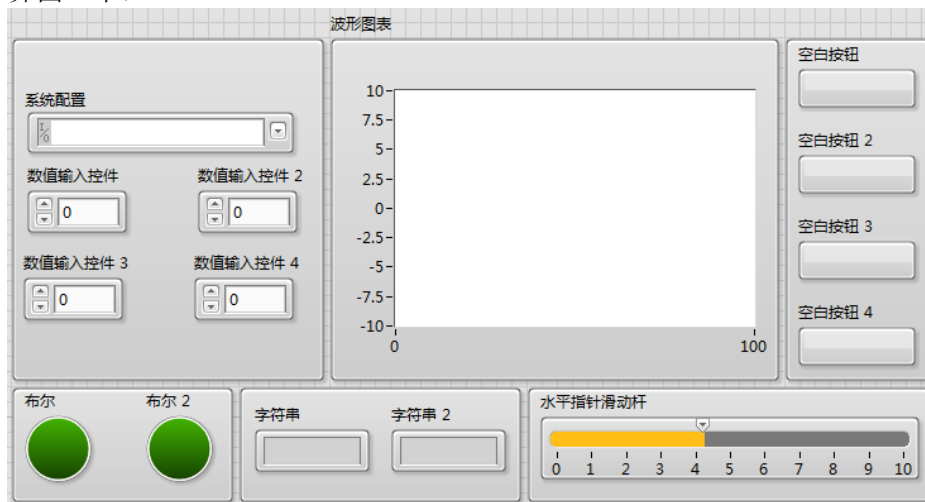 波形图表
系统配置
I/O
数值输入控件
数值输入控件 2
0
0
数值输入控件 3
数值输入控件 4
0
0
10
7.5
5
2.5
0
-2.5
-5
-7.5
-10
0
100
空白按钮
空白按钮 2
空白按钮 3
空白按钮 4
布尔
布尔 2
字符串
字符串 2
水平指针滑动杆
0 1 2 3 4 5 6 7 8 9 10